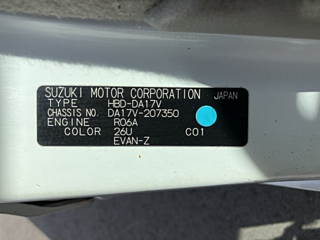 SUZUKI MOTOR CORPORATION JAPAN
TYPE HBD-DA17V
CHASSIS NO. DA17V-207350
ENGINE R06A
COLOR 26U C01
EVAN-Z